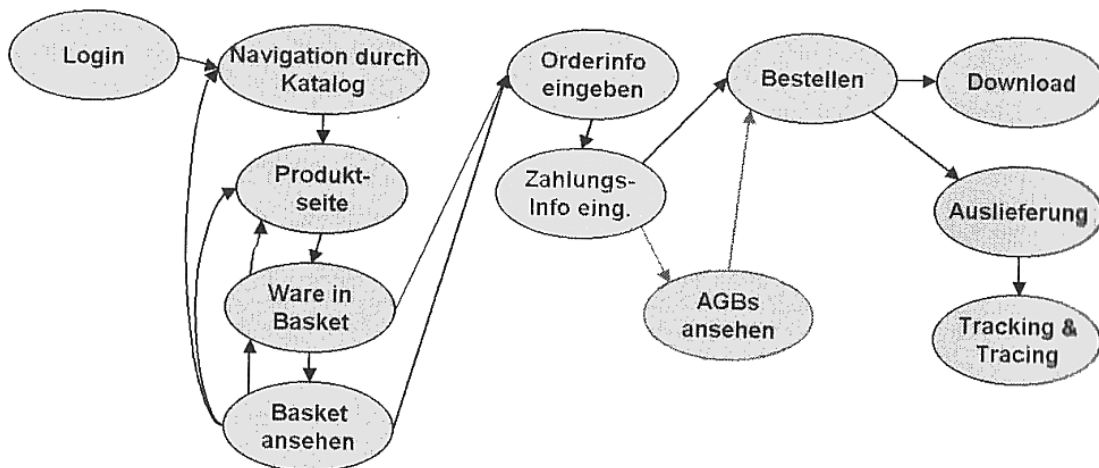 Login
Navigation durch
Katalog
Produkt-
seite
Ware in
Basket
Basket
ansehen
Orderinfo
eingeben
Zahlungs-
Info eing.
AGBs
ansehen
Bestellen
Download
Auslieferung
Tracking &
Tracing